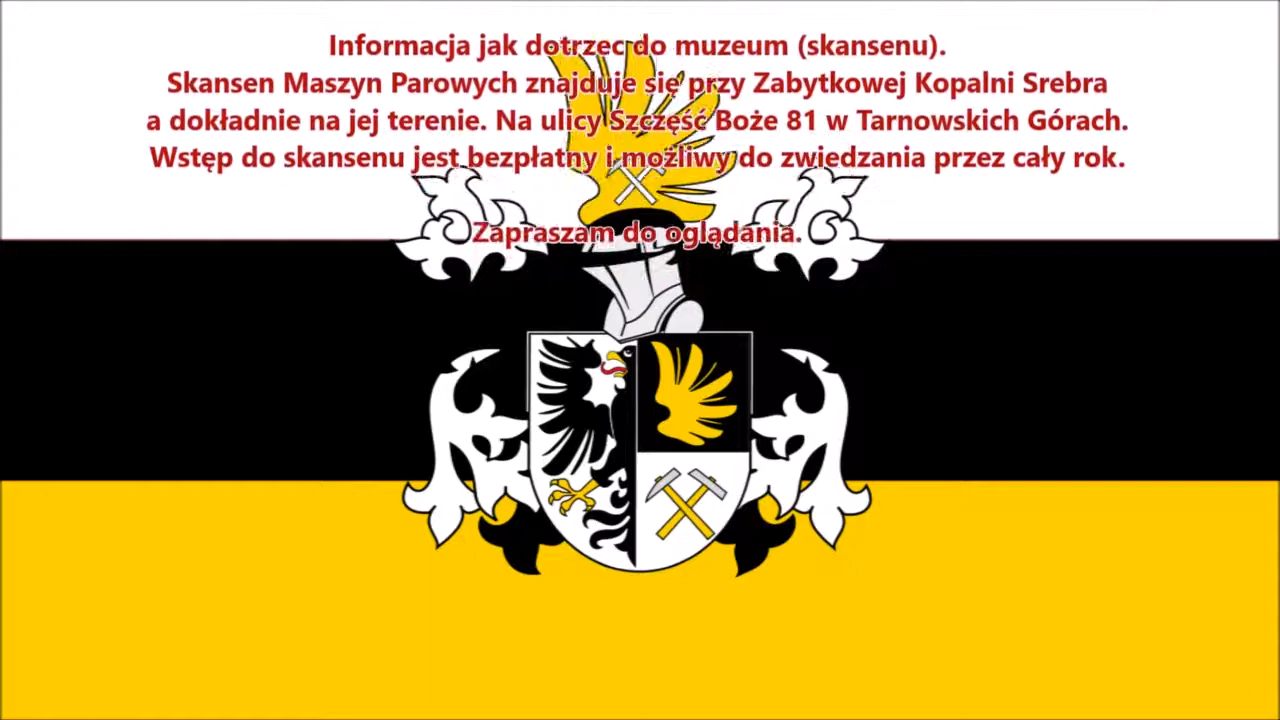 Informacja jak dotrzec do muzeum (skansenu).
Skansen Maszyn Parowych znajduje się przy Zabytkowej Kopalni Srebra
a dokładnie na jej terenie. Na ulicy Szczęść Boże 81 w Tarnowskich Górach.
Wstęp do skansenu jest bezpłatny i możliwy do zwiedzania przez cały rok.
Zapraszam do oglądania.